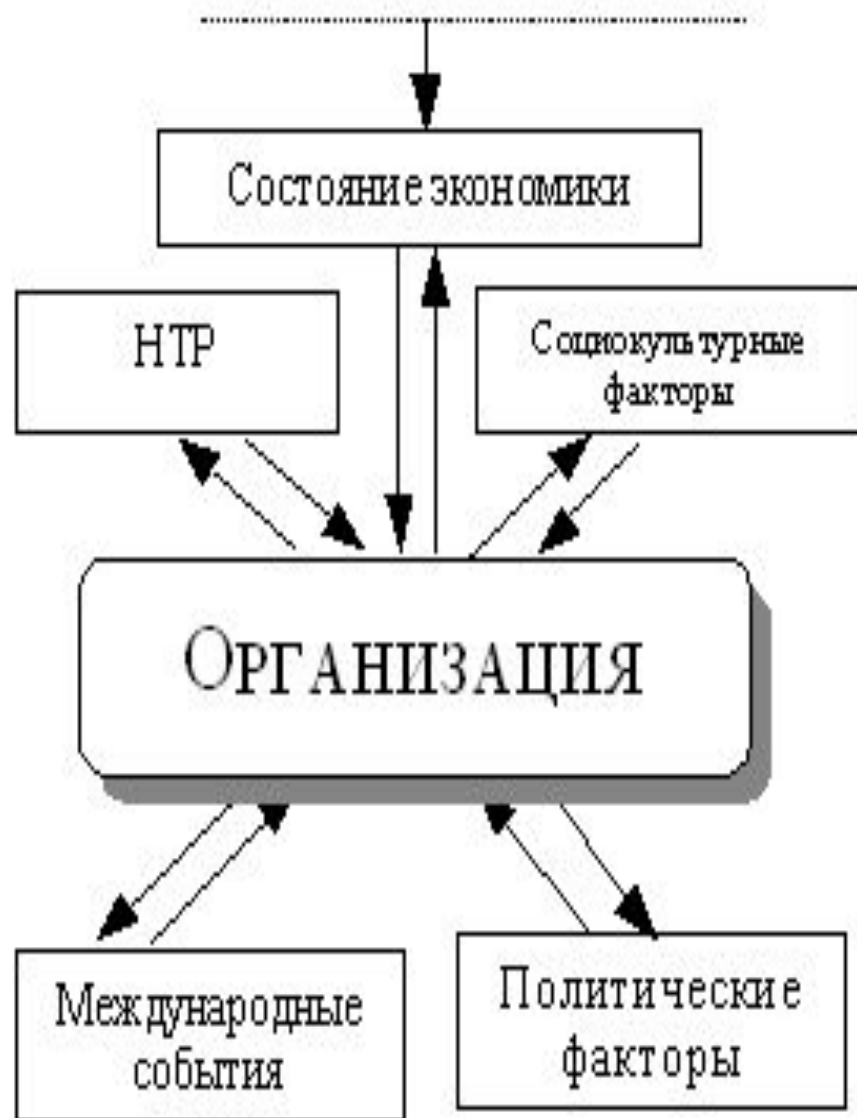 Состояние экономики
НТР
Социокультурные
факторы
ОРГАНИЗАЦИЯ
Международные
события
Политические
факторы